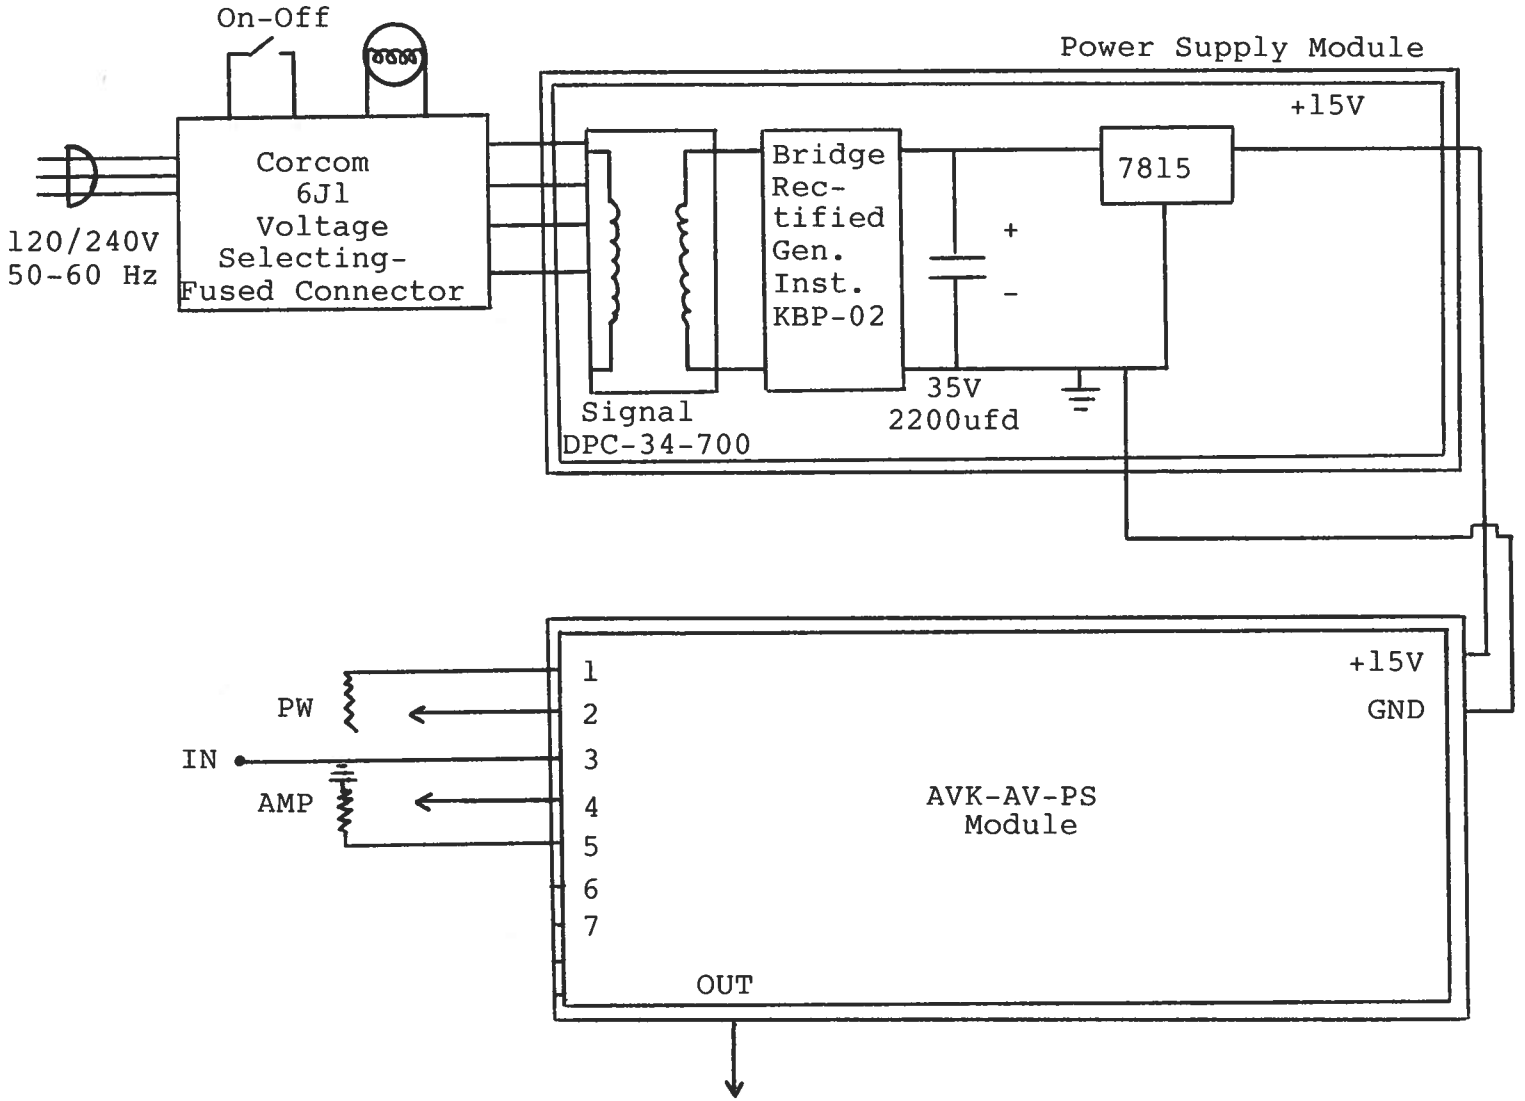 On-Off
Power Supply Module
+15V
Corcom
6J1
Voltage
Selecting-
Fused Connector
120/240V
50-60 Hz
Bridge
Rec-
tified
Gen.
Inst.
KBP-02
7815
+
-
35V
2200ufd
Signal
DPC-34-700
1
2
3
4
5
6
7
PW
IN
AMP
+15V
GND
AVK-AV-PS
Module
OUT